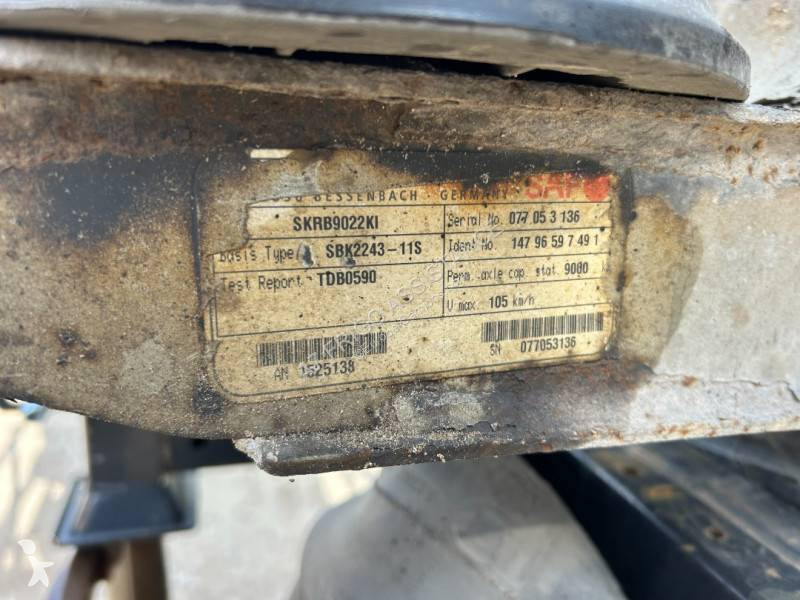 BESSENBACH · GERMANY SAF
SKRB9022KI Serial No. 077 05 3 136
Basis Type SBK2243-11S Ident No. 147 96 59 7 49 1
Test Report TDB0590 Perm. axle cap. stat. 9000
V max. 105 km/h
AN 1525138 SN 077053136